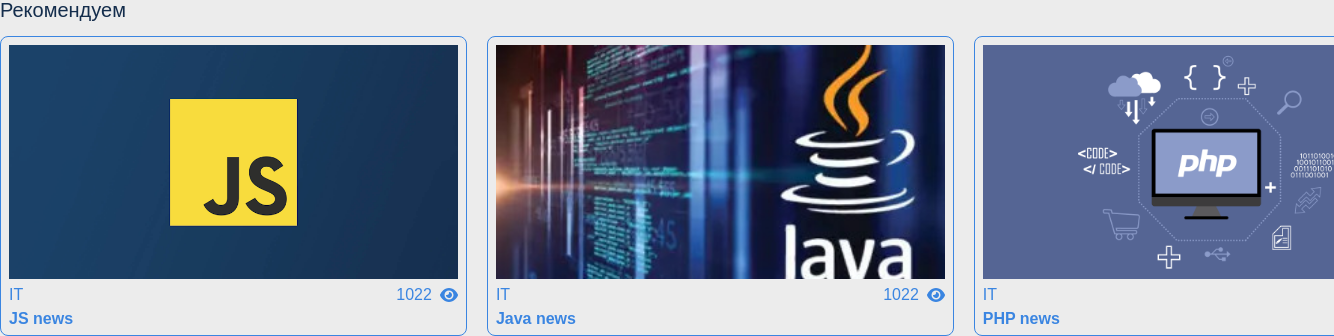 Рекомендуем
JS
Java
{ }
<CODE>
</ CODE>
php
IT
1022
JS news
IT
1022
Java news
IT
PHP news